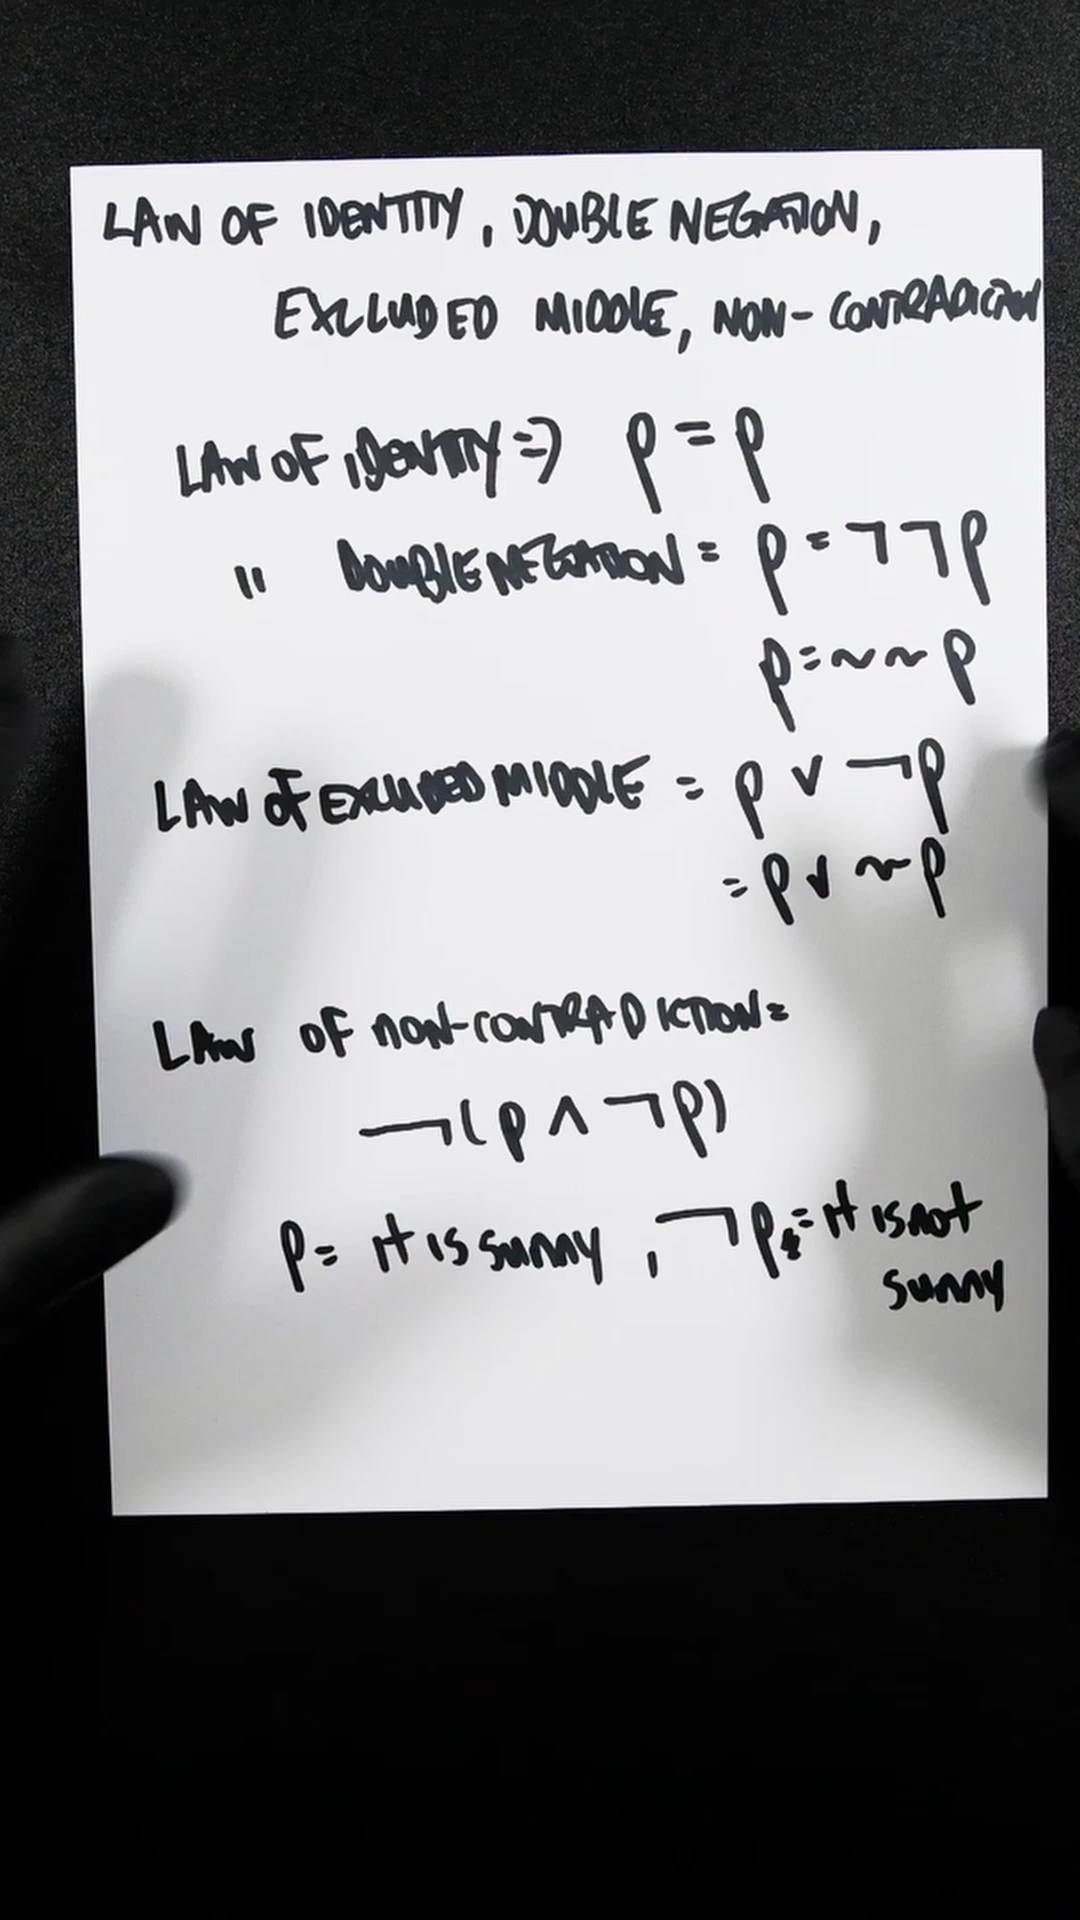 LAW OF IDENTITY, DOUBLE NEGATION,
EXCLUDED MIDDLE, NON-CONTRADICTION
LAW OF IDENTITY => p = p
" DOUBLE NEGATION = p = ¬¬p
p = ~~p
LAW OF EXCLUDED MIDDLE = p ∨ ¬p
= p ∨ ~p
LAW OF NON-CONTRADICTION =
¬(p ∧ ¬p)
p = it is sunny, ¬p = it is not
sunny